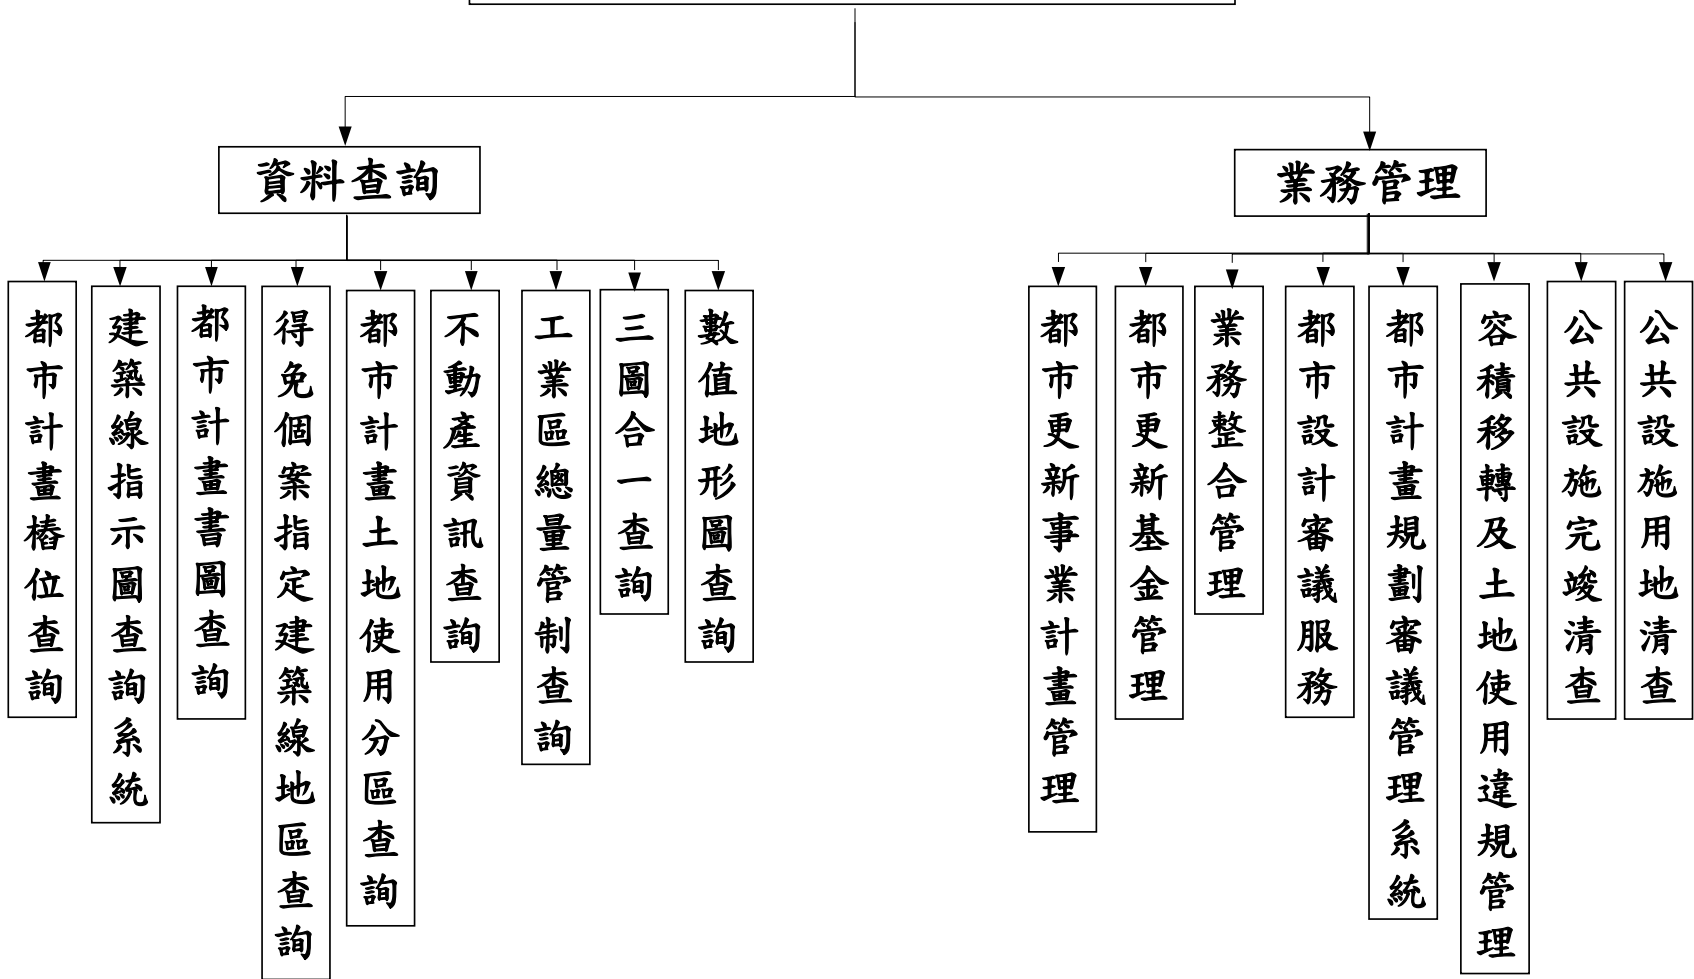 資料查詢
業務管理
都市計畫樁位查詢
建築線指示圖查詢系統
都市計畫書圖查詢
得免個案指定建築線地區查詢
都市計畫土地使用分區查詢
不動產資訊查詢
工業區總量管制查詢
三圖合一查詢
數值地形圖查詢
都市更新事業計畫管理
都市更新基金管理
業務整合管理
都市設計審議服務
都市計畫規劃審議管理系統
容積移轉及土地使用違規管理
公共設施完竣清查
公共設施用地清查